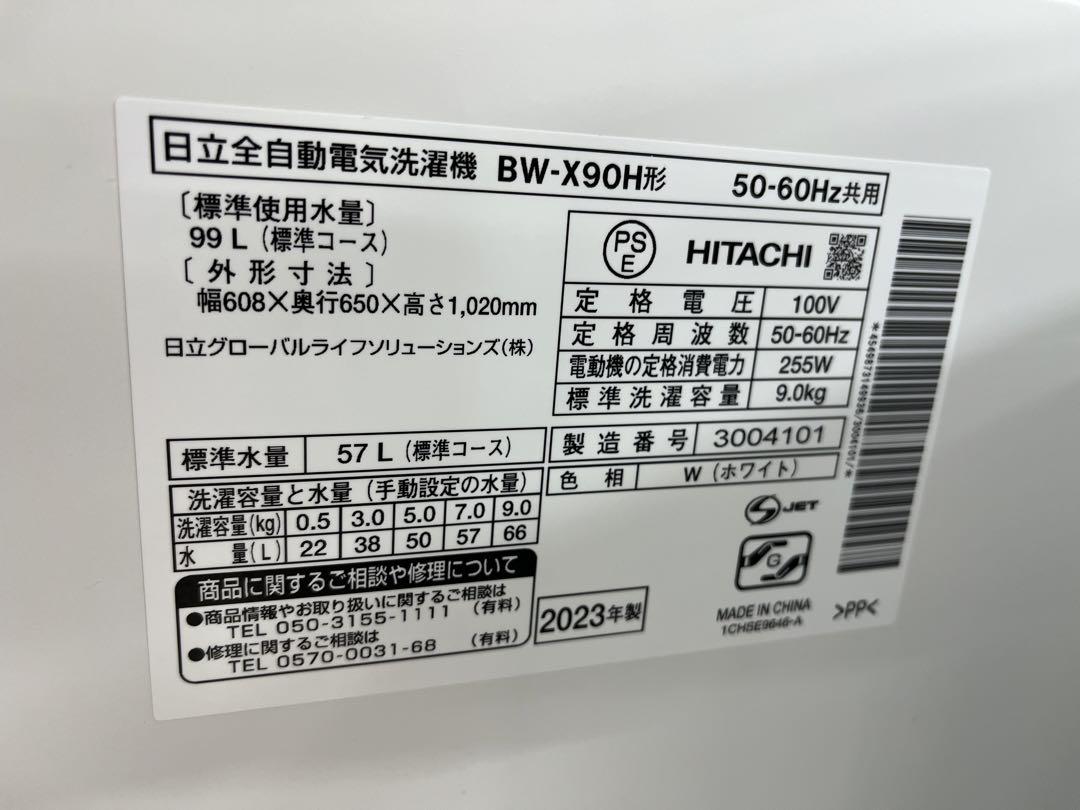 日立全自動電気洗濯機 BW-X90H形 50-60Hz共用
〔標準使用水量〕
99 L (標準コース)
〔外形寸法〕
幅608×奥行650×高さ1,020mm
日立グローバルライフソリューションズ(株)
PS
E
HITACHI
定格電圧 100V
定格周波数 50-60Hz
電動機の定格消費電力 255W
標準洗濯容量 9.0kg
製造番号 3004101
色相 W (ホワイト)
標準水量 57 L (標準コース)
洗濯容量と水量 (手動設定の水量)
洗濯容量(kg) 0.5 3.0 5.0 7.0 9.0
水量(L) 22 38 50 57 66
商品に関するご相談や修理について
●商品情報やお取り扱いに関するご相談は
TEL 050-3155-1111 (有料)
●修理に関するご相談は
TEL 0570-0031-68 (有料)
2023年製
S JET
G
MADE IN CHINA
1CHSE9646-A
>PP<